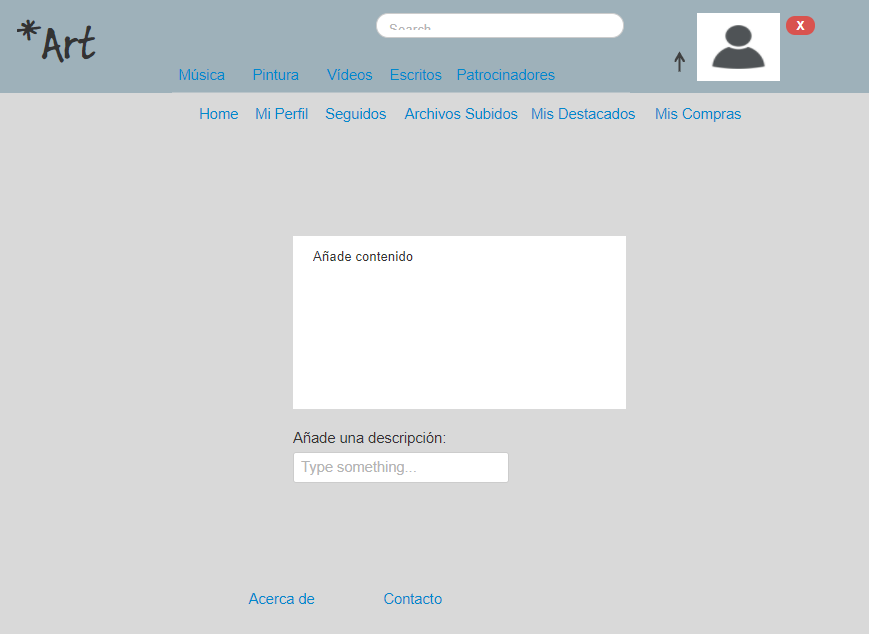 *Art
Search
X
Música Pintura Vídeos Escritos Patrocinadores
Home Mi Perfil Seguidos Archivos Subidos Mis Destacados Mis Compras
Añade contenido
Añade una descripción:
Type something...
Acerca de Contacto